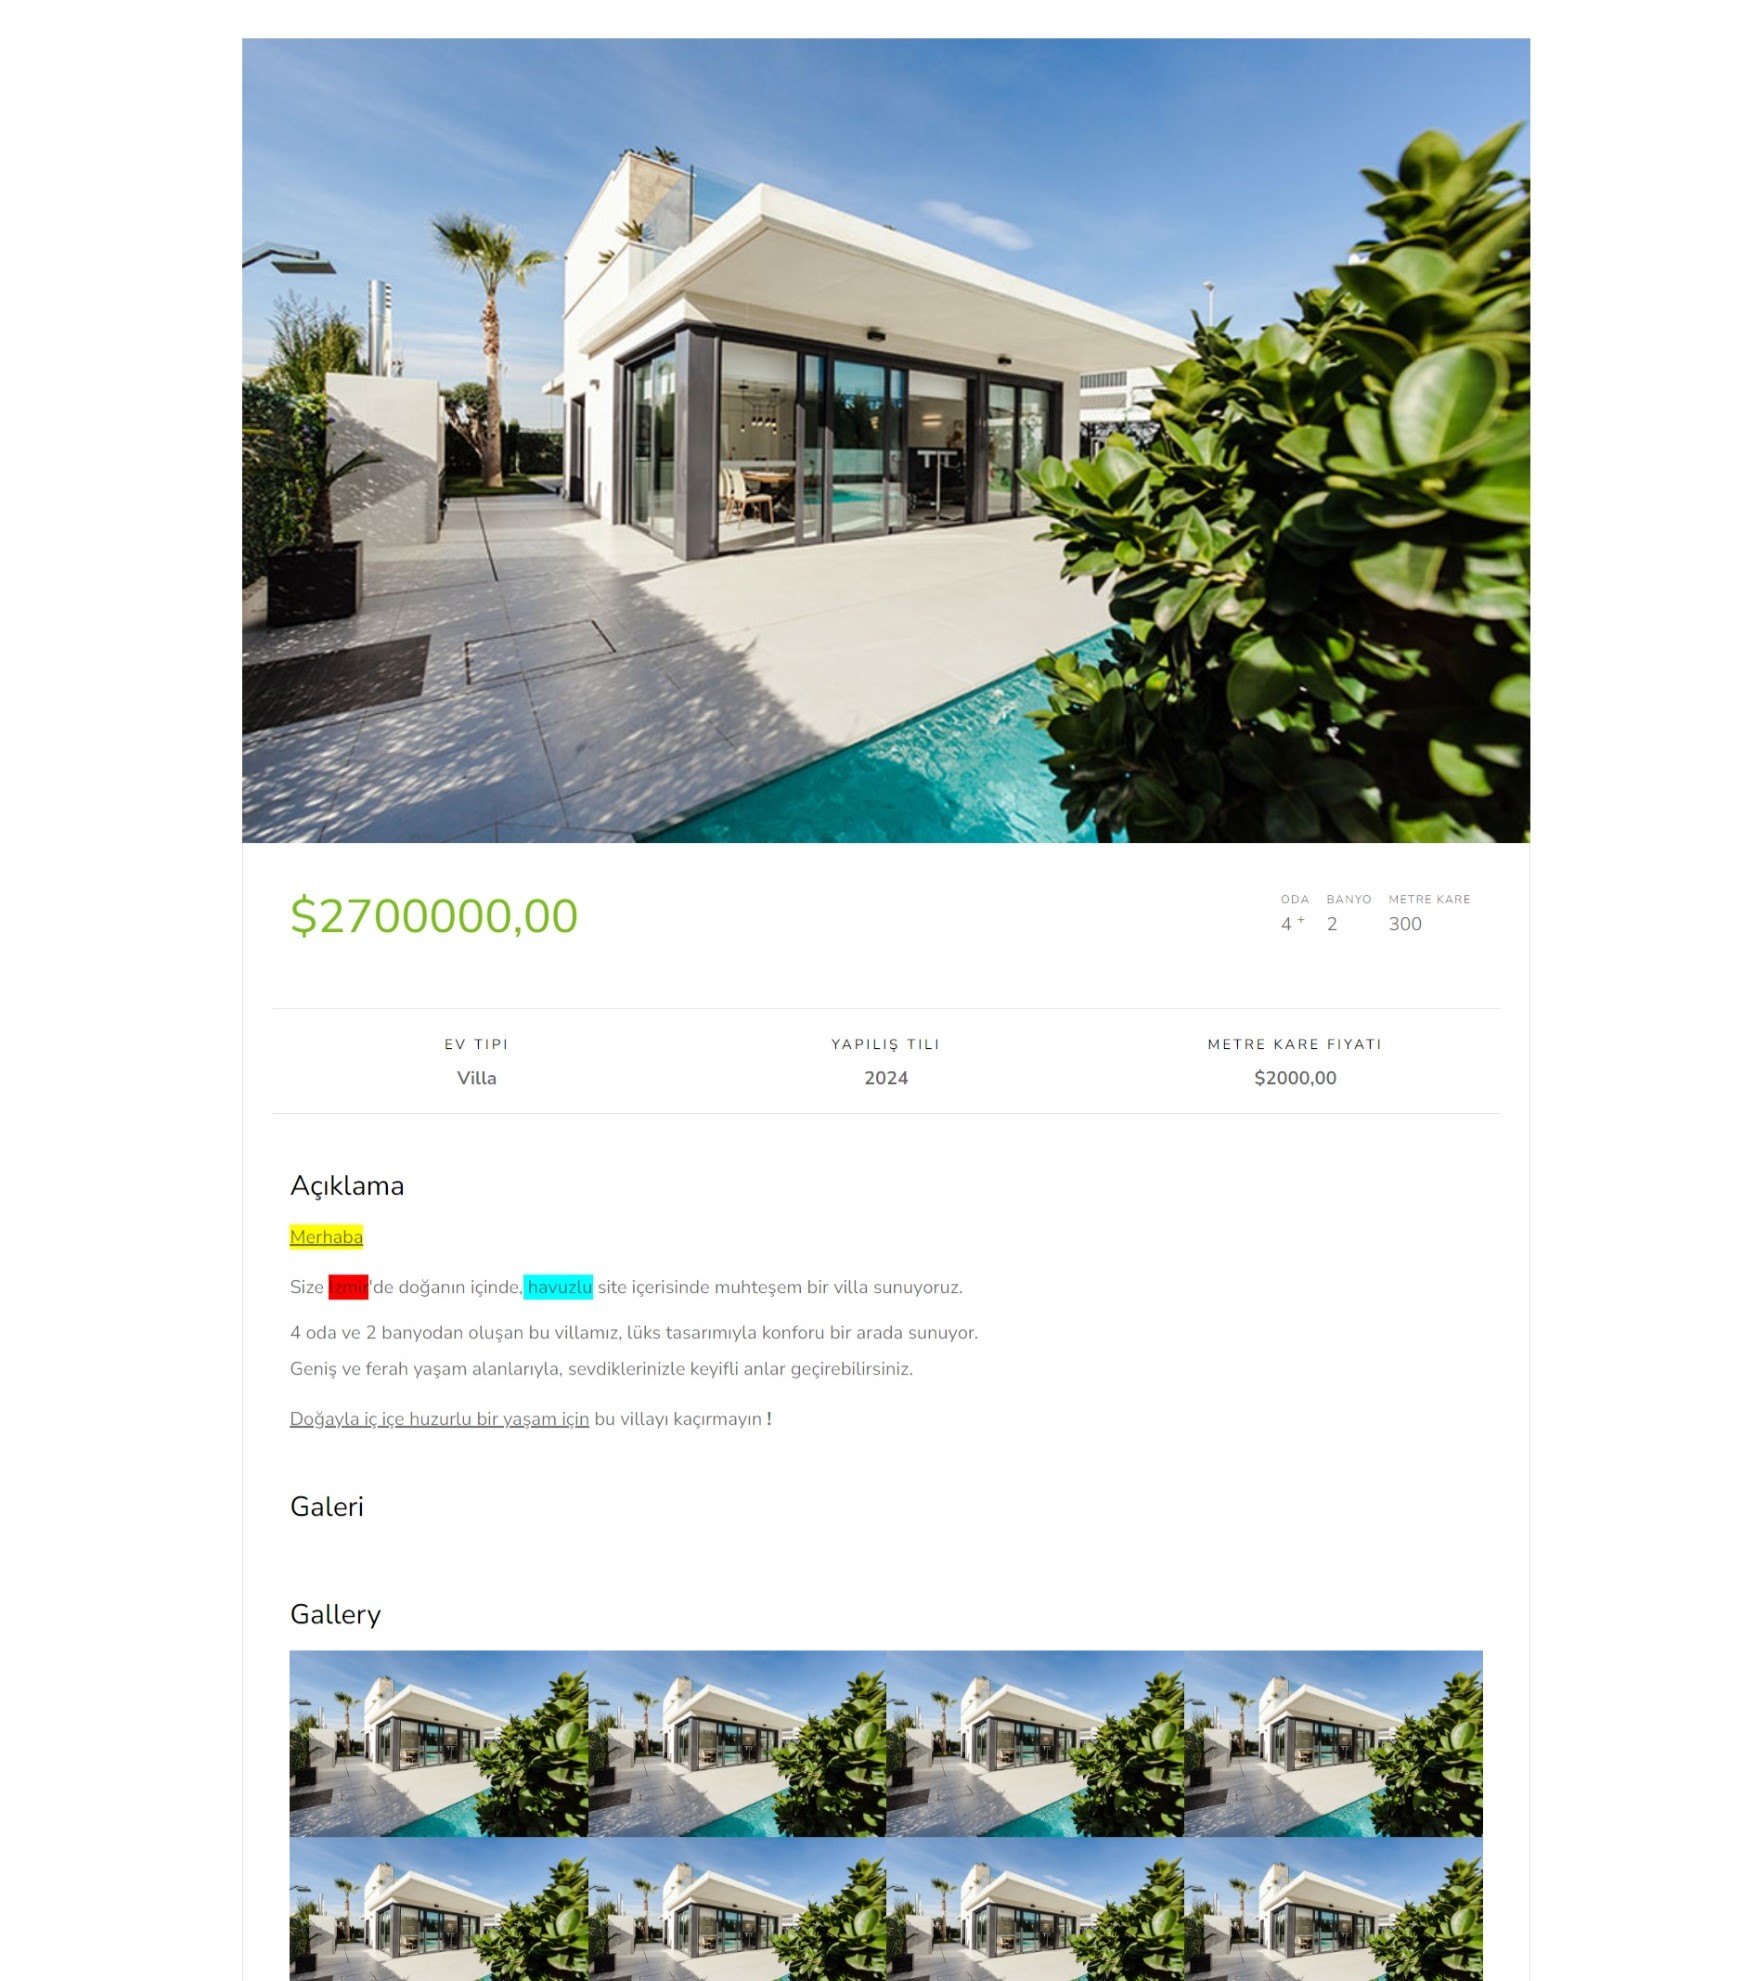 $2700000,00
ODA BANYO METRE KARE
4 + 2 300
EV TIPI YAPILIŞ TILI METRE KARE FIYATI
Villa 2024 $2000,00
Açıklama
Merhaba
Size İzmir'de doğanın içinde, havuzlu site içerisinde muhteşem bir villa sunuyoruz.
4 oda ve 2 banyodan oluşan bu villamız, lüks tasarımıyla konforu bir arada sunuyor.
Geniş ve ferah yaşam alanlarıyla, sevdiklerinizle keyifli anlar geçirebilirsiniz.
Doğayla iç içe huzurlu bir yaşam için bu villayı kaçırmayın !
Galeri
Gallery